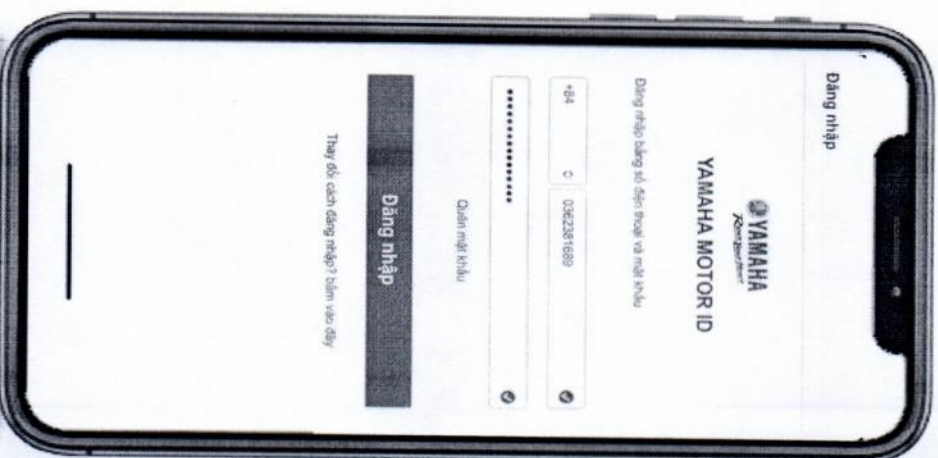 Đăng nhập
YAMAHA
Revs your Heart
YAMAHA MOTOR ID
Đăng nhập bằng số điện thoại và mật khẩu
+84 0362381689
••••••••••••••••
Quên mật khẩu
Đăng nhập
Thay đổi cách đăng nhập? bấm vào đây